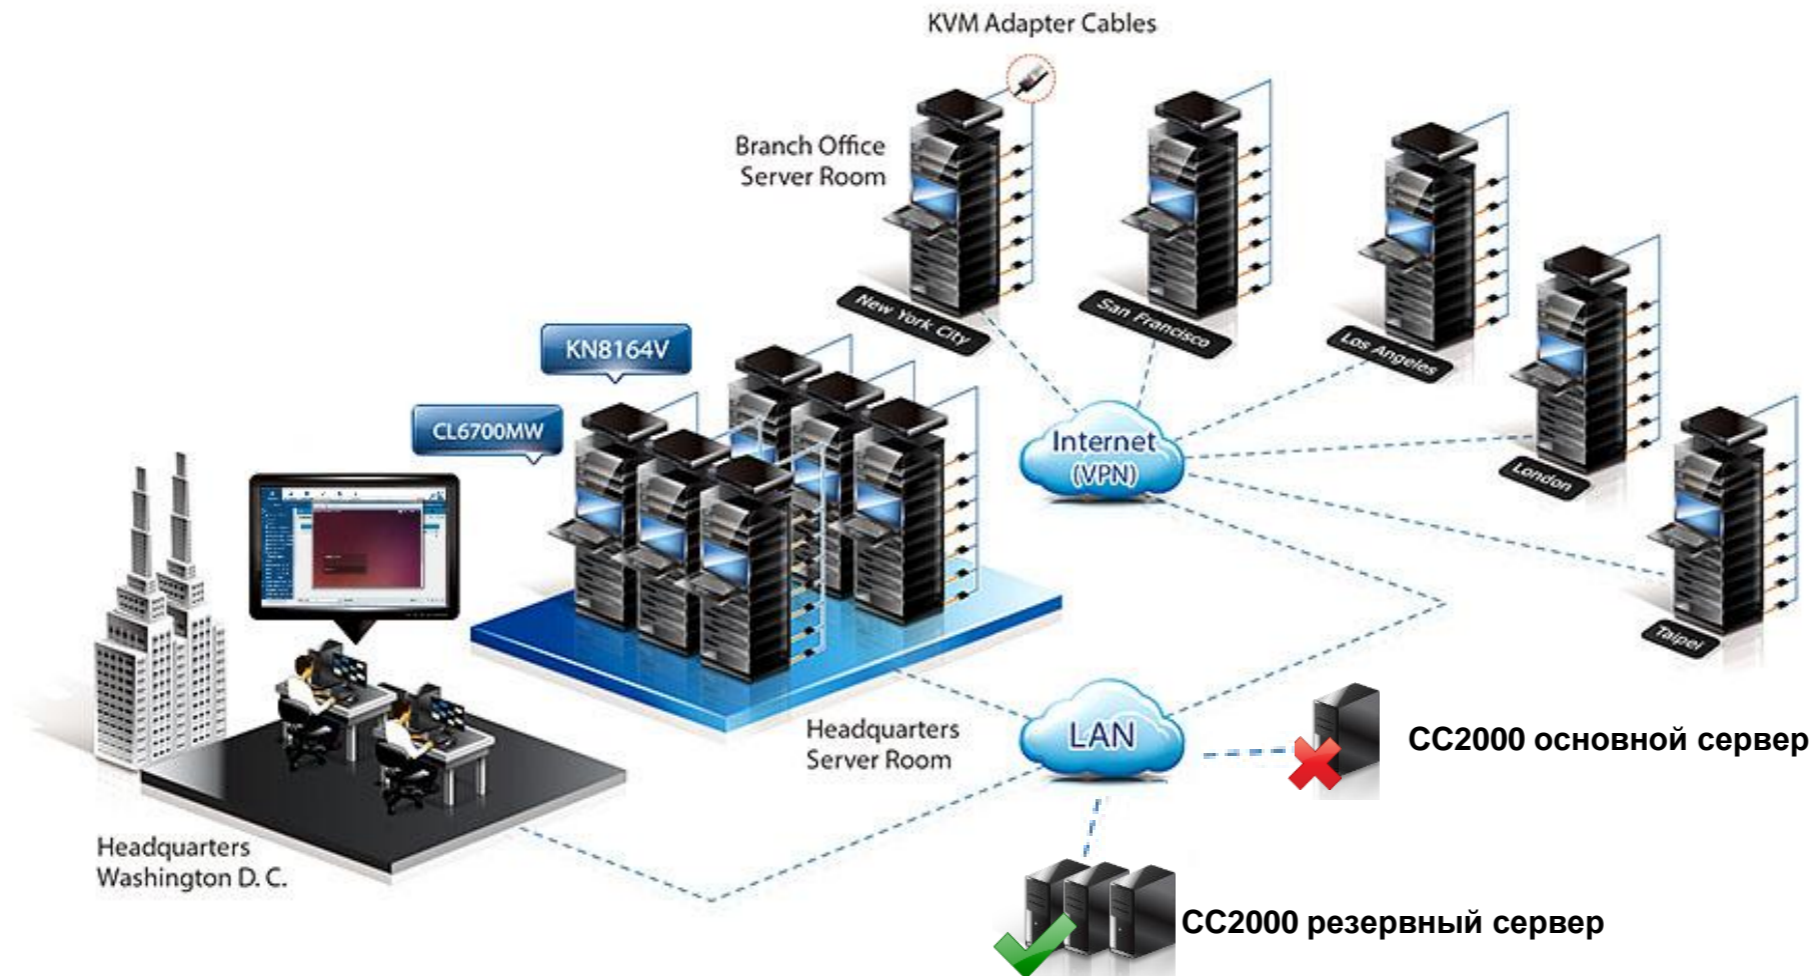 KVM Adapter Cables
Branch Office
Server Room
New York City
San Francisco
Los Angeles
London
Taipei
KN8164V
CL6700MW
Internet
(VPN)
Headquarters
Server Room
LAN
CC2000 основной сервер
Headquarters
Washington D. C.
CC2000 резервный сервер